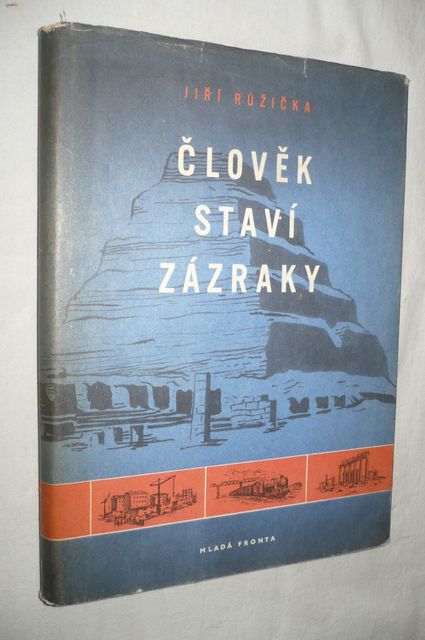 JIŘÍ RŮŽIČKA
ČLOVĚK
STAVÍ
ZÁZRAKY
MLADÁ FRONTA